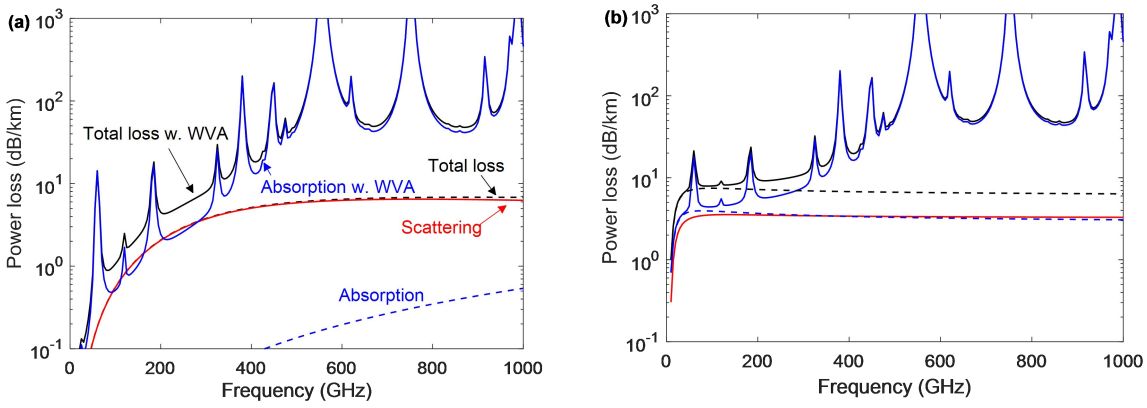 (a)
10^3
10^2
10^1
10^0
10^-1
Power loss (dB/km)
Total loss w. WVA
Absorption w. WVA
Total loss
Scattering
Absorption
0 200 400 600 800 1000
Frequency (GHz)
(b)
10^3
10^2
10^1
10^0
10^-1
Power loss (dB/km)
0 200 400 600 800 1000
Frequency (GHz)